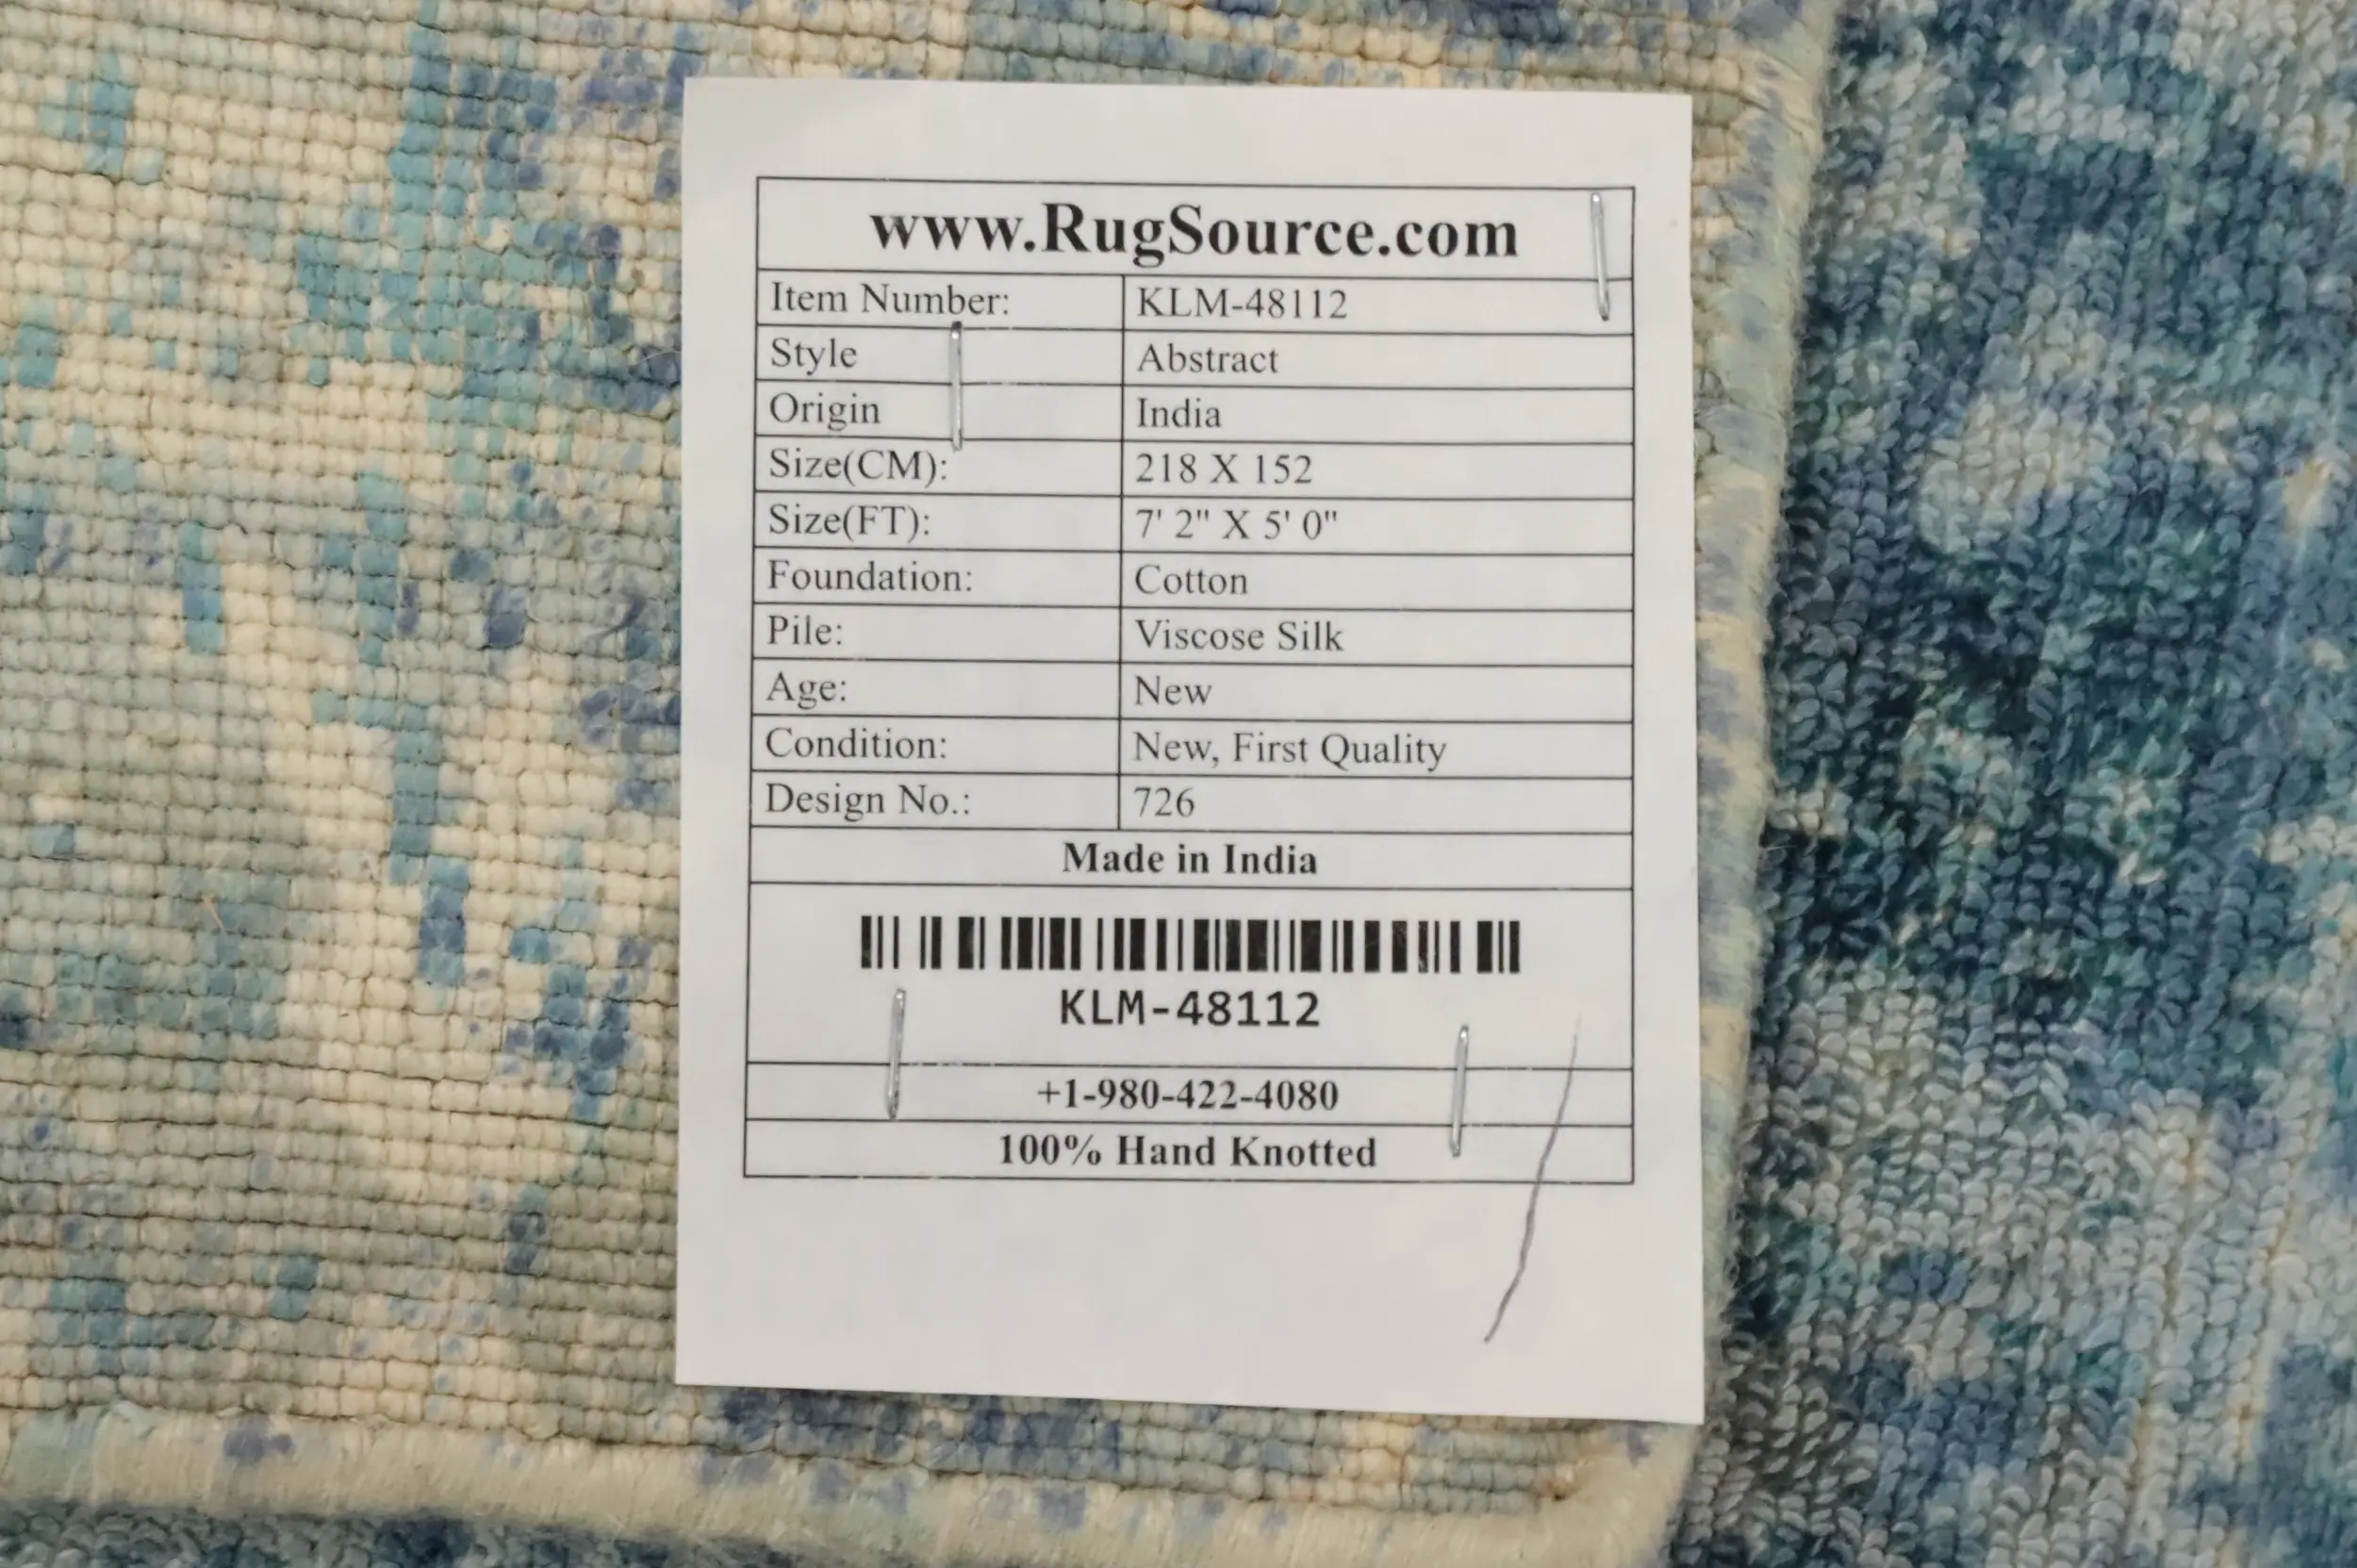 www.RugSource.com
Item Number: KLM-48112
Style Abstract
Origin India
Size(CM): 218 X 152
Size(FT): 7' 2" X 5' 0"
Foundation: Cotton
Pile: Viscose Silk
Age: New
Condition: New, First Quality
Design No.: 726
Made in India
KLM-48112
+1-980-422-4080
100% Hand Knotted